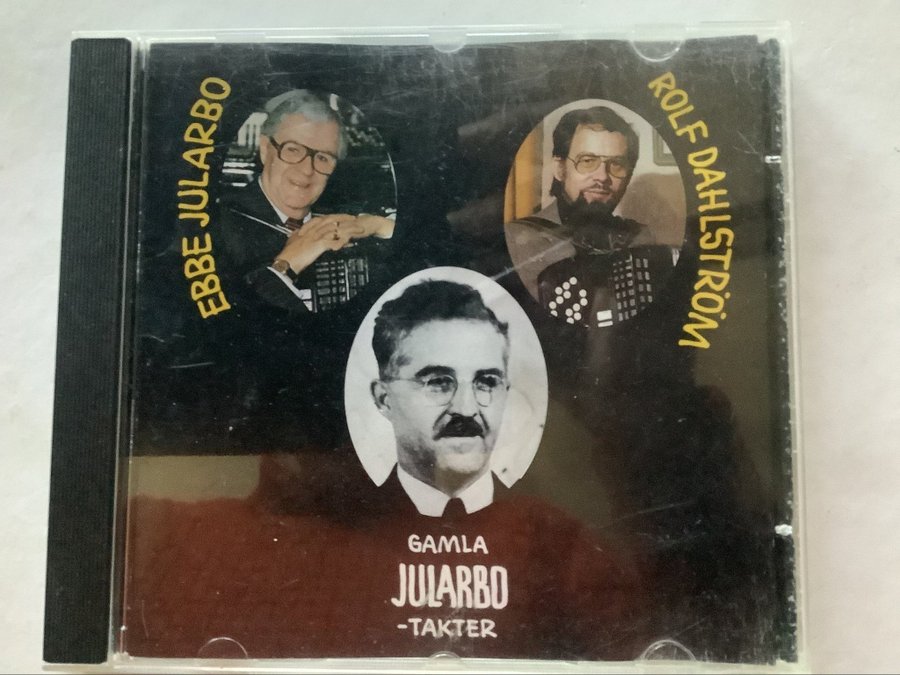 EBBE JULARBO
ROLF DAHLSTRÖM
GAMLA
JULARBO
-TAKTER